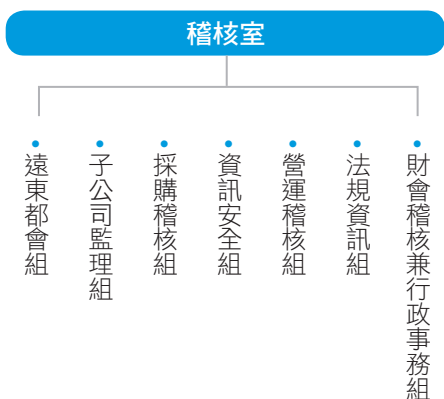 稽核室
• 遠東都會組
• 子公司監理組
• 採購稽核組
• 資訊安全組
• 營運稽核組
• 法規資訊組
• 財會稽核兼行政事務組